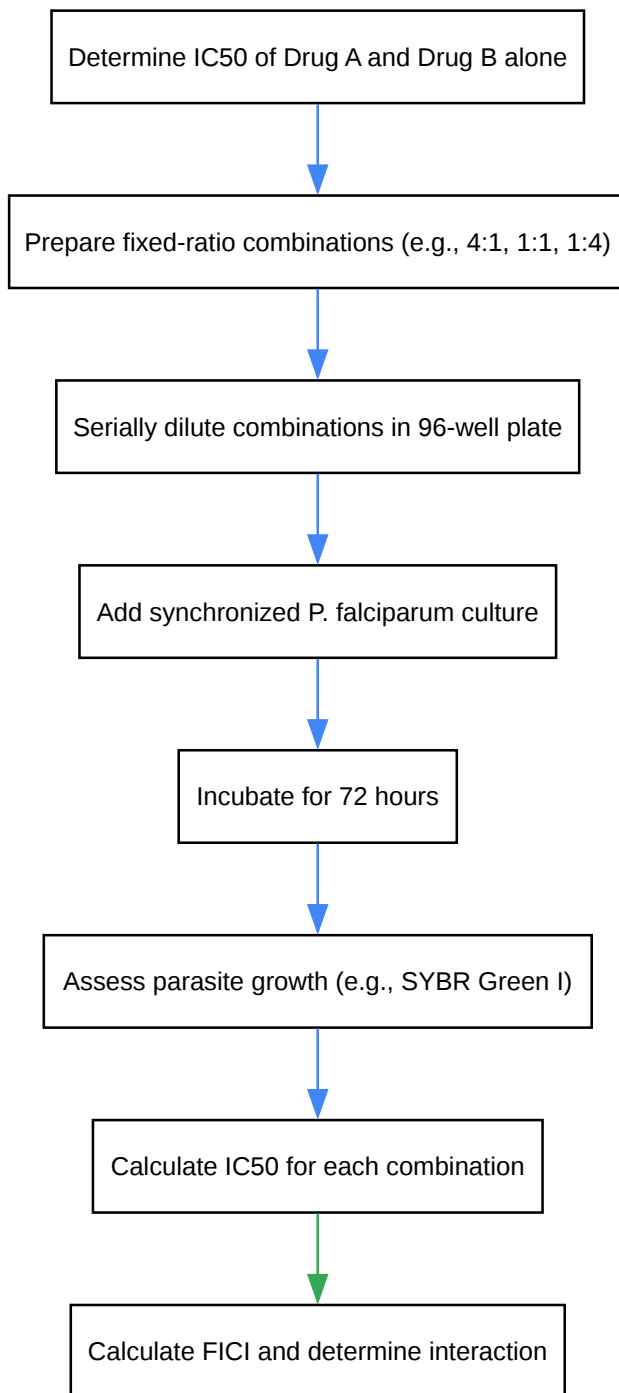 Determine IC50 of Drug A and Drug B alone
Prepare fixed-ratio combinations (e.g., 4:1, 1:1, 1:4)
Serially dilute combinations in 96-well plate
Add synchronized P. falciparum culture
Incubate for 72 hours
Assess parasite growth (e.g., SYBR Green I)
Calculate IC50 for each combination
Calculate FICI and determine interaction